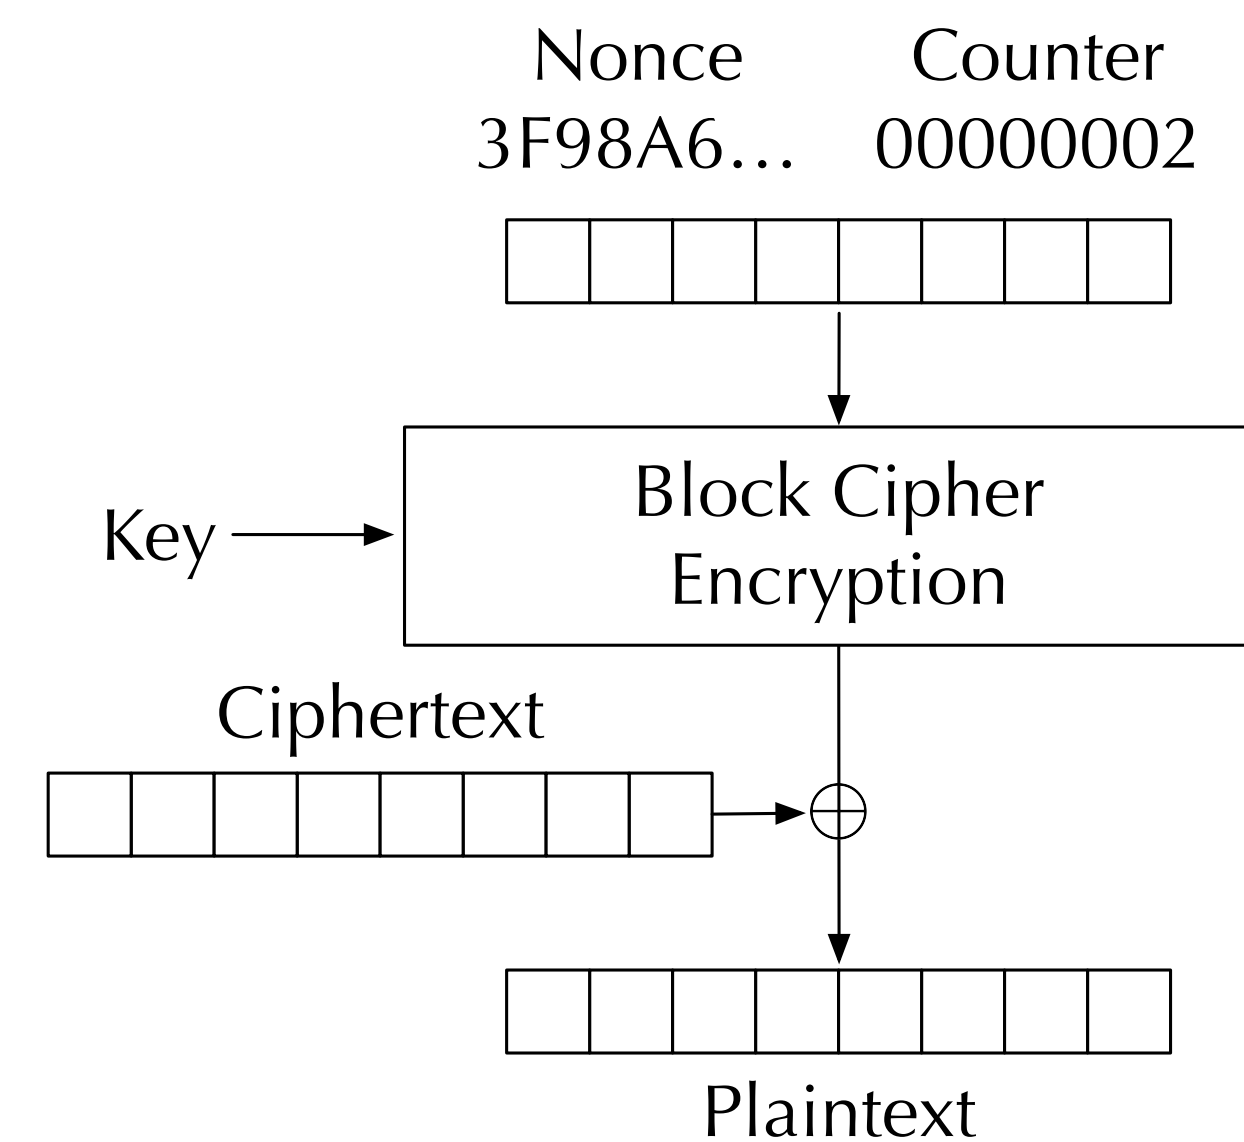 Nonce Counter
3F98A6... 00000002
Block Cipher
Key
Encryption
Ciphertext
Plaintext